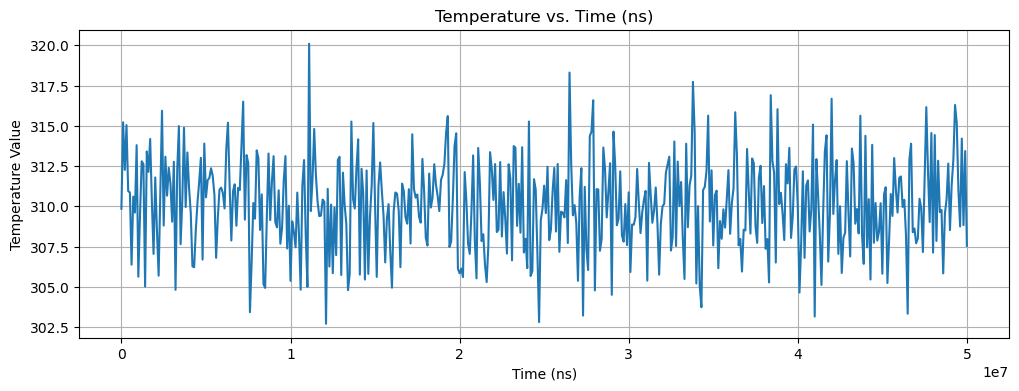 Temperature vs. Time (ns)
320.0
317.5
315.0
312.5
310.0
307.5
305.0
302.5
Temperature Value
0 1 2 3 4 5
1e7
Time (ns)